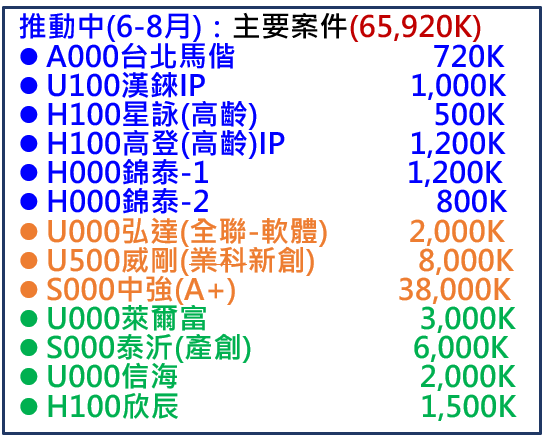 推動中(6-8月)：主要案件(65,920K)
● A000台北馬偕 720K
● U100漢錸IP 1,000K
● H100星詠(高齡) 500K
● H100高登(高齡)IP 1,200K
● H000錦泰-1 1,200K
● H000錦泰-2 800K
● U000弘達(全聯-軟體) 2,000K
● U500威剛(業科新創) 8,000K
● S000中強(A+) 38,000K
● U000萊爾富 3,000K
● S000泰沂(產創) 6,000K
● U000信海 2,000K
● H100欣辰 1,500K